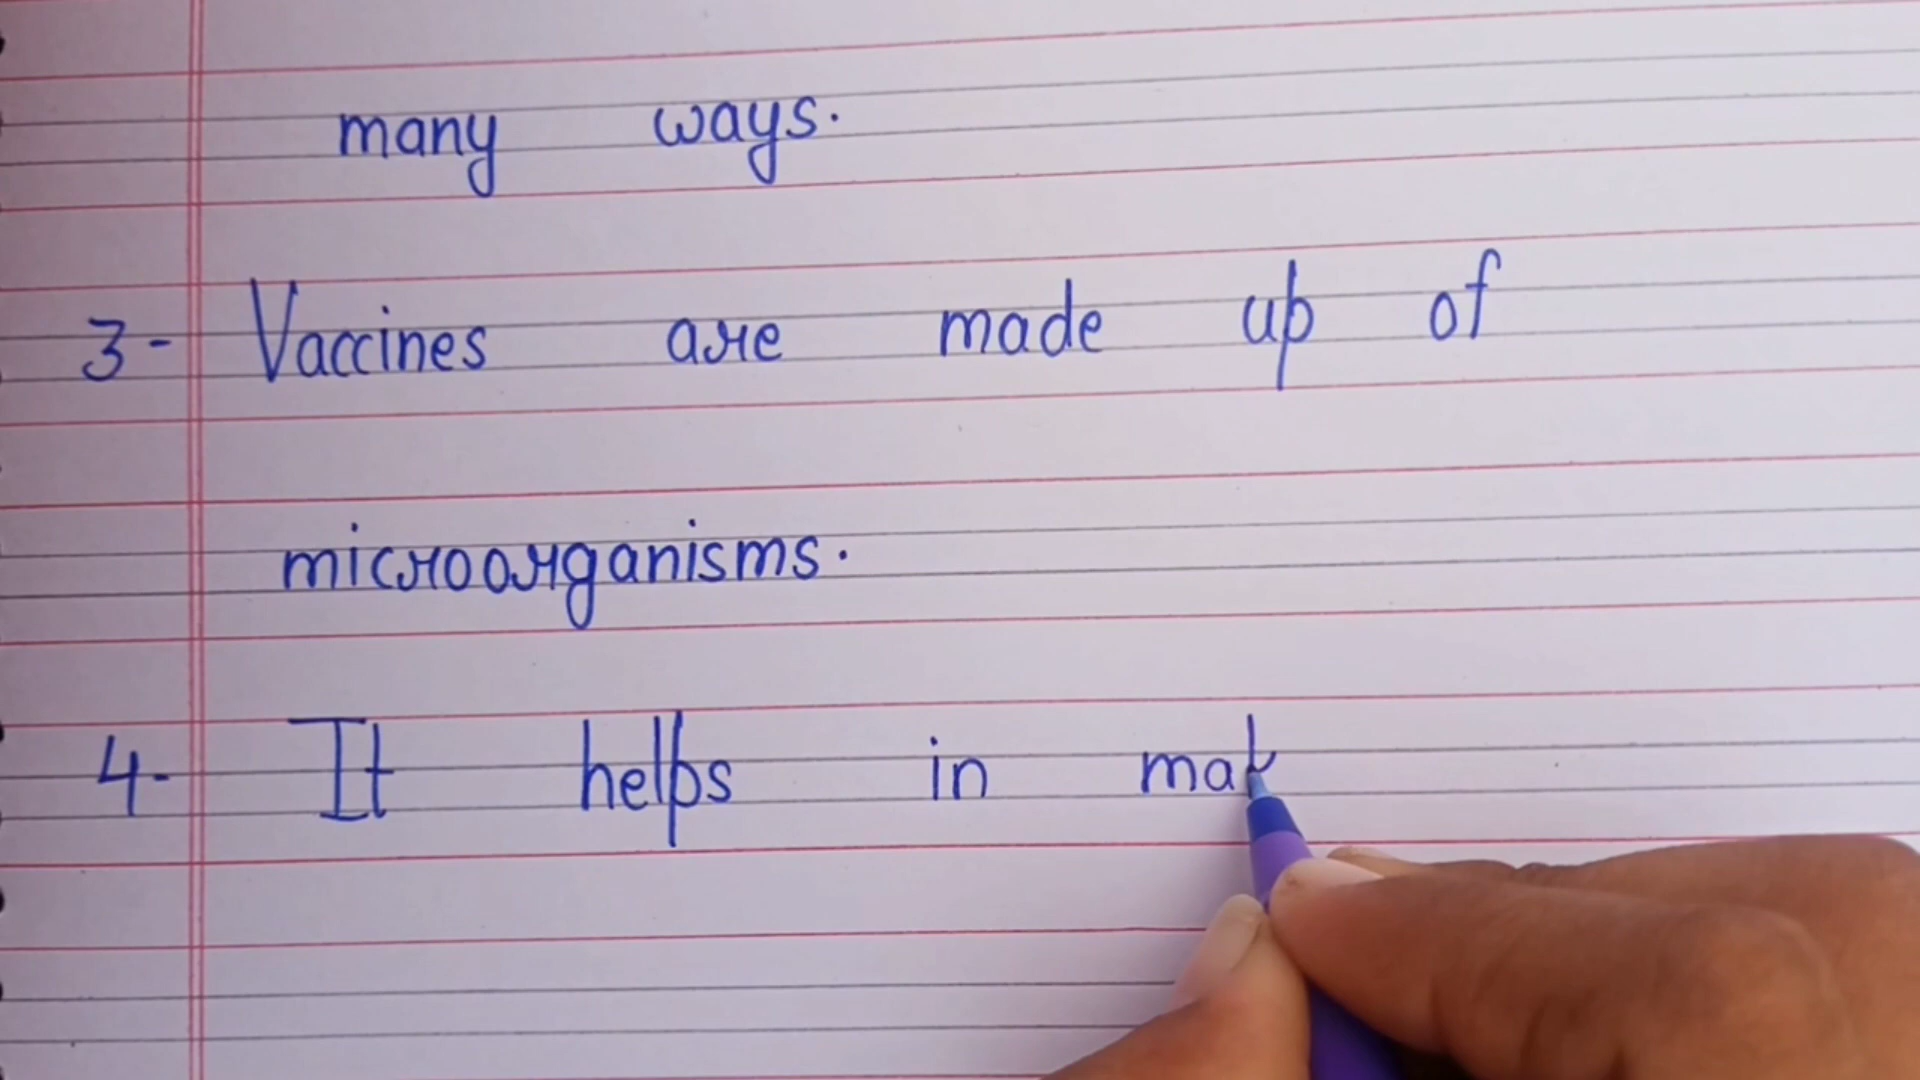 many ways.
3- Vaccines are made up of
microorganisms.
4- It helps in mak